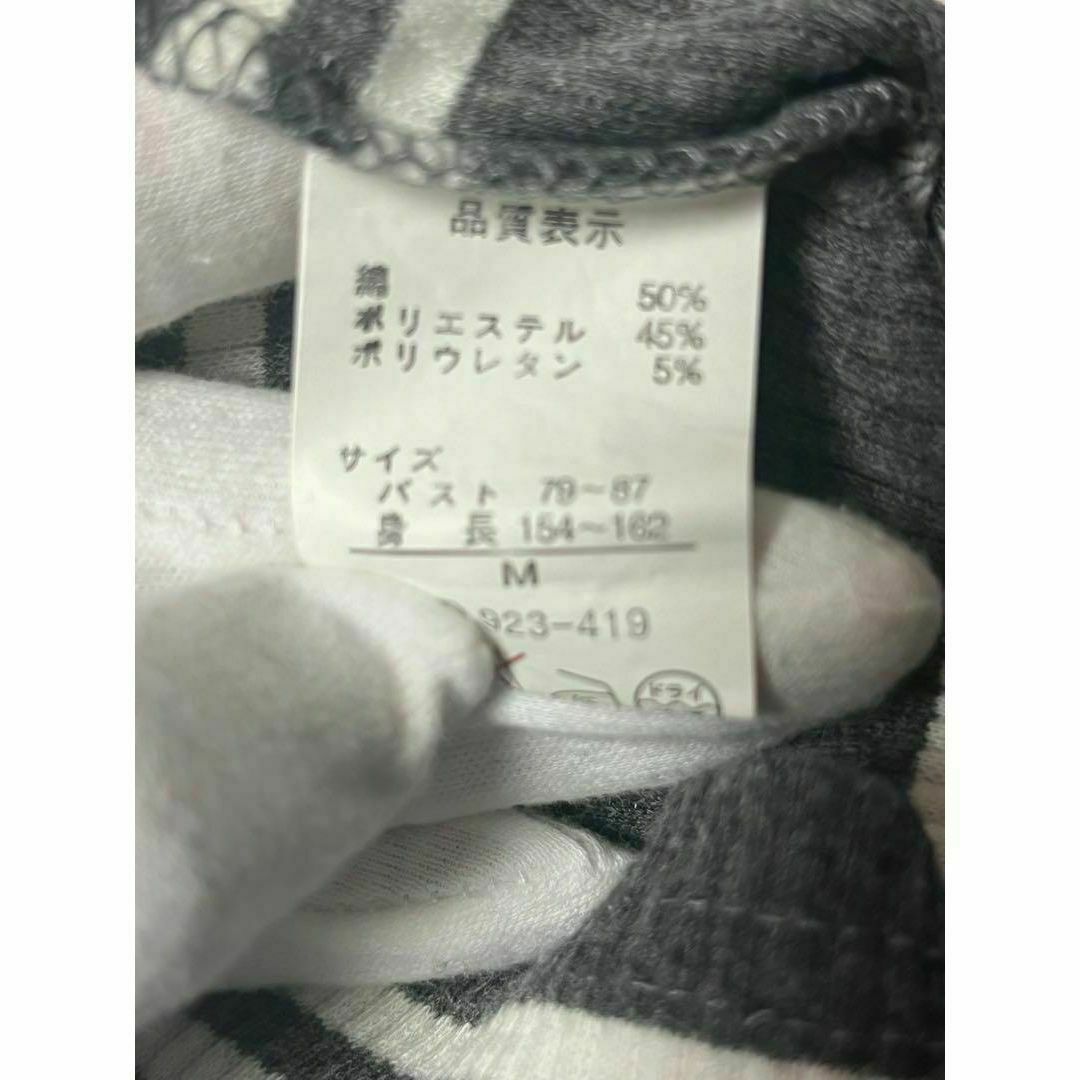 品質表示
綿 50%
ポリエステル 45%
ポリウレタン 5%
サイズ
バスト 79~87
身 長 154~162
M
923-419
ドライ